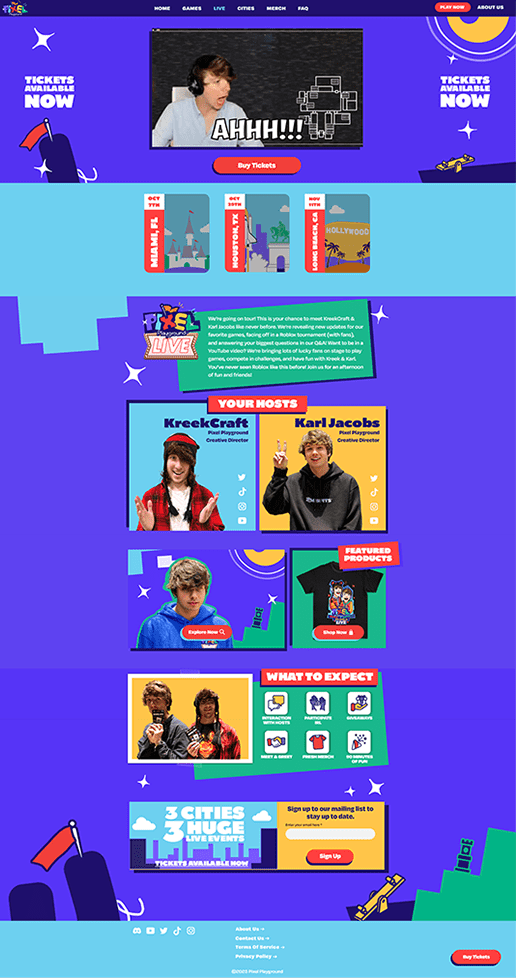 PIXEL
HOME
GAMES
LIVE
CITIES
MERCH
FAQ
PLAY NOW
ABOUT US
TICKETS
AVAILABLE
NOW
AHHH!!!
TICKETS
AVAILABLE
NOW
Buy Tickets
OCT
7TH
MIAMI, FL
OCT
HOUSTON, TX
NOV
11TH
LONG BEACH, CA
HOLLYWOOD
PIXEL
Playground
LIVE
We're going on tour! This is your chance to meet KreekCraft &
Karl Jacobs like never before. We're revealing new updates for our
favorite games, facing off in a Roblox tournament (with fans),
and answering your biggest questions in our Q&A! Want to be in a
YouTube video? We're bringing lots of lucky fans on stage to play
games, compete in challenges, and have fun with Kreek & Karl.
You've never seen Roblox like this before! Join us for an afternoon
of fun and friends!
YOUR HOSTS
KreekCraft
Pixel Playground
Creative Director
Karl Jacobs
Pixel Playground
Creative Director
FEATURED
PRODUCTS
Explore Now
LIVE
Shop Now
WHAT TO EXPECT
INTERACTION
WITH HOSTS
PARTICIPATE
IRL
GIVEAWAYS
MEET & GREET
FRESH MERCH
90 MINUTES
OF FUN
3 CITIES
3 HUGE
LIVE EVENTS
TICKETS AVAILABLE NOW
Sign up to our mailing list to
stay up to date.
Enter your email here *
Sign Up
About Us →
Contact Us →
Terms Of Service →
Privacy Policy →
Buy Tickets
©2023 Pixel Playground